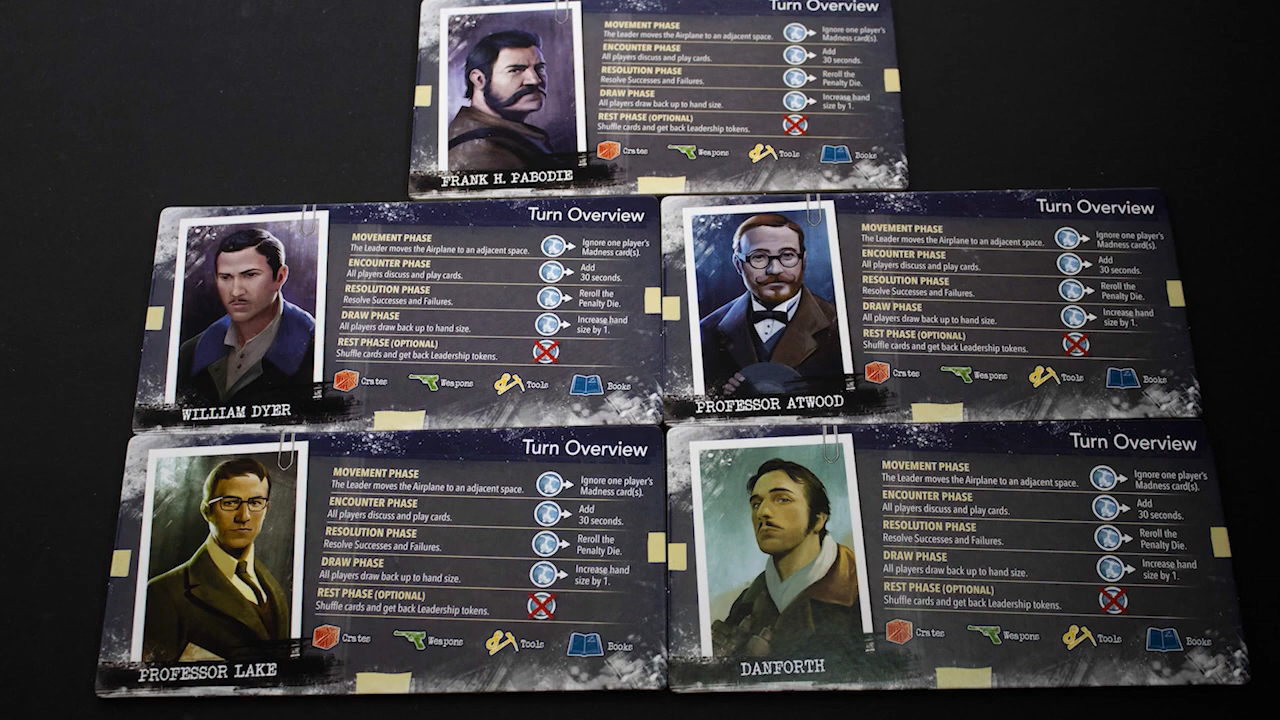 Turn Overview
MOVEMENT PHASE
The Leader moves the Airplane to an adjacent space.
Ignore one player's
Madness card(s).
ENCOUNTER PHASE
All players discuss and play cards.
Add
30 seconds.
RESOLUTION PHASE
Resolve Successes and Failures.
Reroll the
Penalty Die.
DRAW PHASE
All players draw back up to hand size.
Increase hand
size by 1.
REST PHASE (OPTIONAL)
Shuffle cards and get back Leadership tokens.
Crates Weapons Tools Books
FRANK H. PABODIE
Turn Overview
MOVEMENT PHASE
The Leader moves the Airplane to an adjacent space.
Ignore one player's
Madness card(s).
ENCOUNTER PHASE
All players discuss and play cards.
Add
30 seconds.
RESOLUTION PHASE
Resolve Successes and Failures.
Reroll the
Penalty Die.
DRAW PHASE
All players draw back up to hand size.
Increase hand
size by 1.
REST PHASE (OPTIONAL)
Shuffle cards and get back Leadership tokens.
Crates Weapons Tools Books
WILLIAM DYER
Turn Overview
MOVEMENT PHASE
The Leader moves the Airplane to an adjacent space.
Ignore one player's
Madness card(s).
ENCOUNTER PHASE
All players discuss and play cards.
Add
30 seconds.
RESOLUTION PHASE
Resolve Successes and Failures.
Reroll the
Penalty Die.
DRAW PHASE
All players draw back up to hand size.
Increase hand
size by 1.
REST PHASE (OPTIONAL)
Shuffle cards and get back Leadership tokens.
Crates Weapons Tools Books
PROFESSOR ATWOOD
Turn Overview
MOVEMENT PHASE
The Leader moves the Airplane to an adjacent space.
Ignore one player's
Madness card(s).
ENCOUNTER PHASE
All players discuss and play cards.
Add
30 seconds.
RESOLUTION PHASE
Resolve Successes and Failures.
Reroll the
Penalty Die.
DRAW PHASE
All players draw back up to hand size.
Increase hand
size by 1.
REST PHASE (OPTIONAL)
Shuffle cards and get back Leadership tokens.
Crates Weapons Tools Books
PROFESSOR LAKE
Turn Overview
MOVEMENT PHASE
The Leader moves the Airplane to an adjacent space.
Ignore one player's
Madness card(s).
ENCOUNTER PHASE
All players discuss and play cards.
Add
30 seconds.
RESOLUTION PHASE
Resolve Successes and Failures.
Reroll the
Penalty Die.
DRAW PHASE
All players draw back up to hand size.
Increase hand
size by 1.
REST PHASE (OPTIONAL)
Shuffle cards and get back Leadership tokens.
Crates Weapons Tools Books
DANFORTH